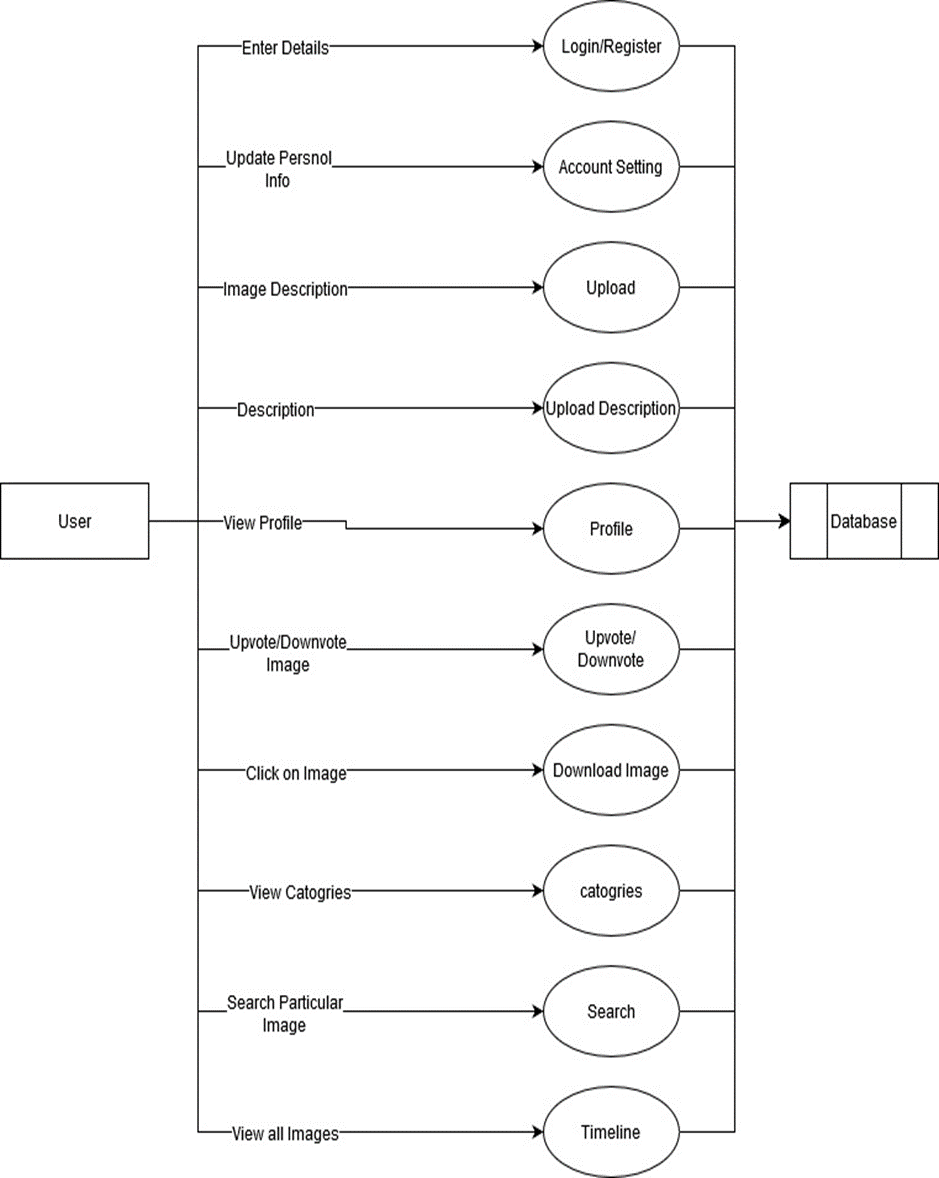 Enter Details
Login/Register
Update Persnol
Info
Account Setting
Image Description
Upload
Description
Upload Description
User
View Profile
Profile
Database
Upvote/Downvote
Image
Upvote/
Downvote
Click on Image
Download Image
View Catogries
catogries
Search Particular
Image
Search
View all Images
Timeline